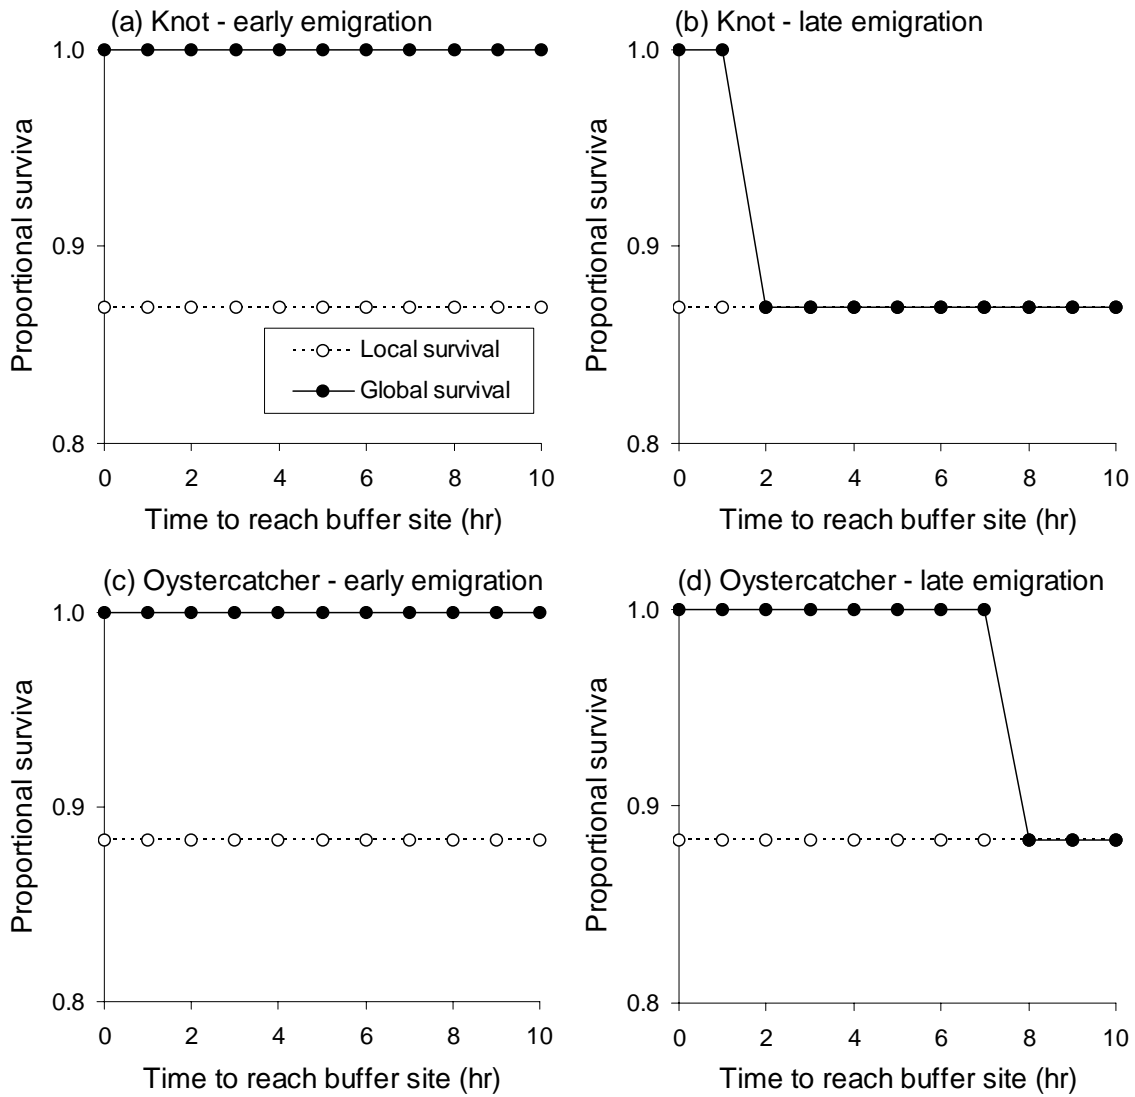 (a) Knot - early emigration
1.0
0.9
0.8
Proportional surviva
Local survival
Global survival
0 2 4 6 8 10
Time to reach buffer site (hr)
(b) Knot - late emigration
1.0
0.9
0.8
Proportional surviva
0 2 4 6 8 10
Time to reach buffer site (hr)
(c) Oystercatcher - early emigration
1.0
0.9
0.8
Proportional surviva
0 2 4 6 8 10
Time to reach buffer site (hr)
(d) Oystercatcher - late emigration
1.0
0.9
0.8
Proportional surviva
0 2 4 6 8 10
Time to reach buffer site (hr)